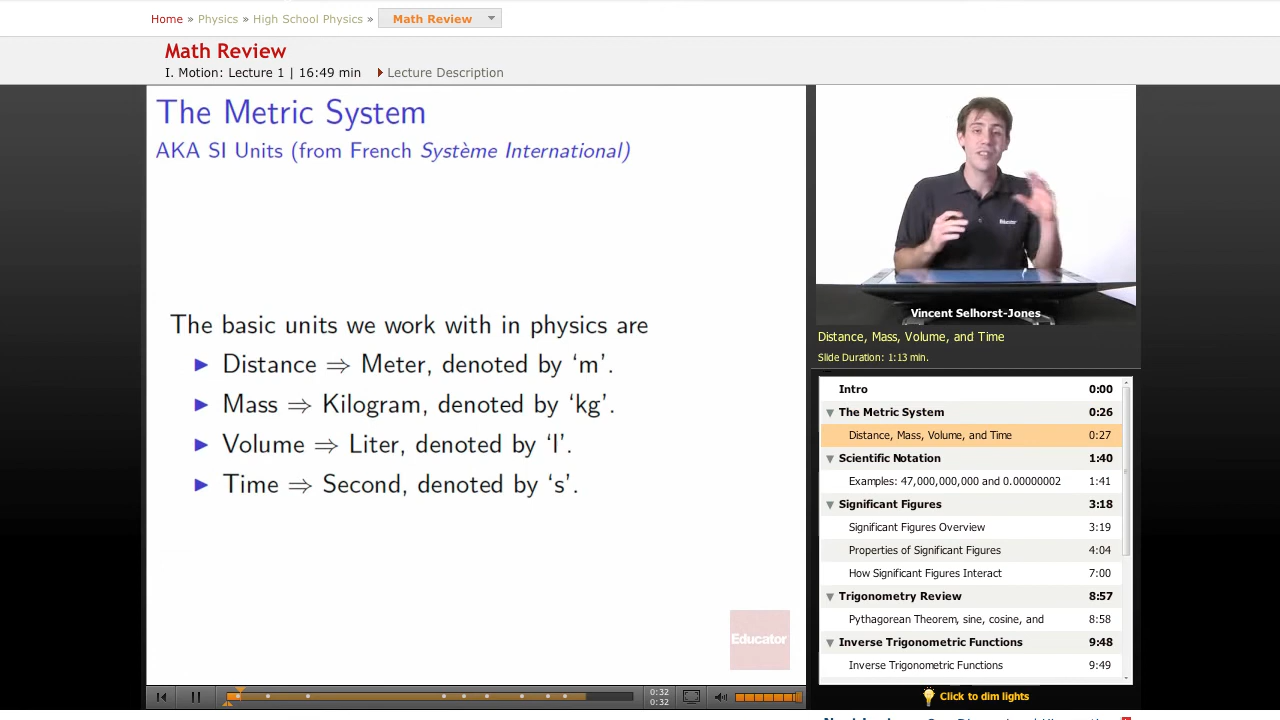 Home » Physics » High School Physics » Math Review
Math Review
I. Motion: Lecture 1 | 16:49 min Lecture Description
The Metric System
AKA SI Units (from French Système International)
The basic units we work with in physics are
Distance ⇒ Meter, denoted by ‘m’.
Mass ⇒ Kilogram, denoted by ‘kg’.
Volume ⇒ Liter, denoted by ‘l’.
Time ⇒ Second, denoted by ‘s’.
Educator
Educator
Vincent Selhorst-Jones
Distance, Mass, Volume, and Time
Slide Duration: 1:13 min.
Intro 0:00
The Metric System 0:26
Distance, Mass, Volume, and Time 0:27
Scientific Notation 1:40
Examples: 47,000,000,000 and 0.00000002 1:41
Significant Figures 3:18
Significant Figures Overview 3:19
Properties of Significant Figures 4:04
How Significant Figures Interact 7:00
Trigonometry Review 8:57
Pythagorean Theorem, sine, cosine, and 8:58
Inverse Trigonometric Functions 9:48
Inverse Trigonometric Functions 9:49
0:32
0:32
Click to dim lights